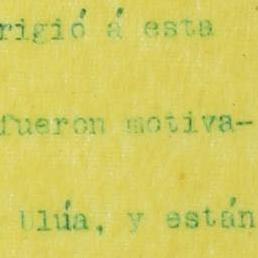 rigió á esta
fueron motiva-
Ulúa, y están